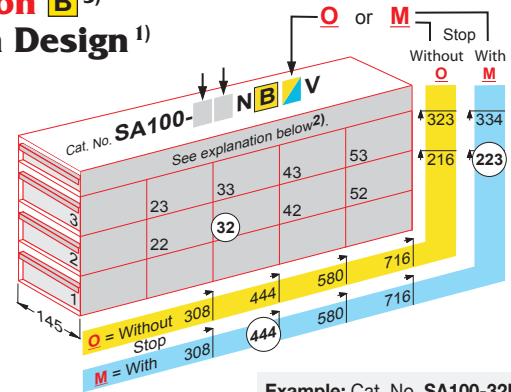 on B 3)
n Design 1)
O or M
Stop
Without With
O M
Cat. No. SA100- N B V
See explanation below2).
323 334
216 223
53
43
33
23
52
42
32
22
3
2
1
145
O = Without 308 444 580 716
Stop
M = With 308 444 580 716
Example: Cat. No. SA100-32